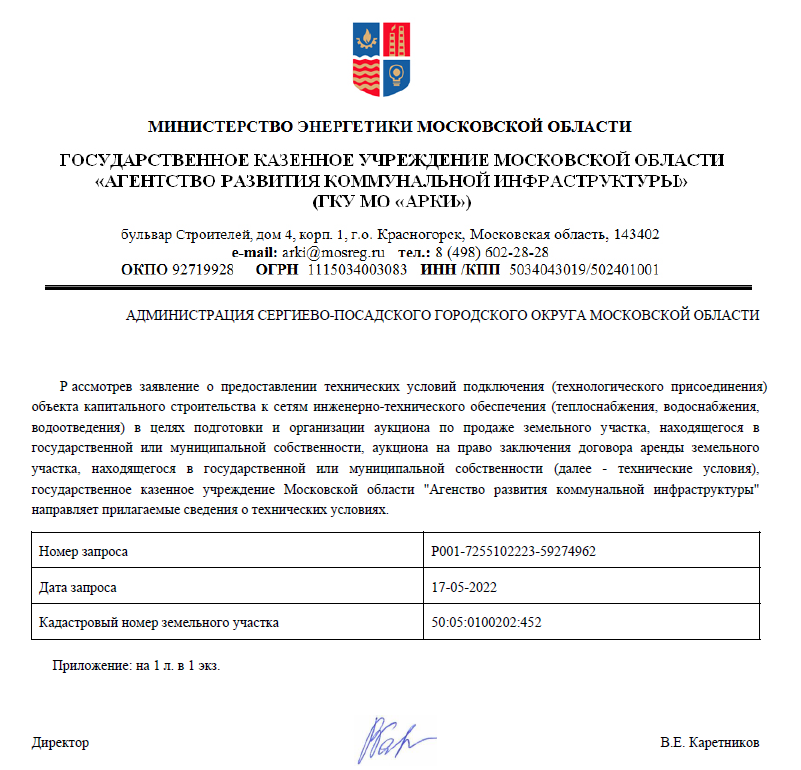 МИНИСТЕРСТВО ЭНЕРГЕТИКИ МОСКОВСКОЙ ОБЛАСТИ
ГОСУДАРСТВЕННОЕ КАЗЕННОЕ УЧРЕЖДЕНИЕ МОСКОВСКОЙ ОБЛАСТИ
«АГЕНТСТВО РАЗВИТИЯ КОММУНАЛЬНОЙ ИНФРАСТРУКТУРЫ»
(ГКУ МО «АРКИ»)
бульвар Строителей, дом 4, корп. 1, г.о. Красногорск, Московская область, 143402
e-mail: arki@mosreg.ru тел.: 8 (498) 602-28-28
ОКПО 92719928 ОГРН 1115034003083 ИНН /КПП 5034043019/502401001
АДМИНИСТРАЦИЯ СЕРГИЕВО-ПОСАДСКОГО ГОРОДСКОГО ОКРУГА МОСКОВСКОЙ ОБЛАСТИ
Р ассмотрев заявление о предоставлении технических условий подключения (технологического присоединения)
объекта капитального строительства к сетям инженерно-технического обеспечения (теплоснабжения, водоснабжения,
водоотведения) в целях подготовки и организации аукциона по продаже земельного участка, находящегося в
государственной или муниципальной собственности, аукциона на право заключения договора аренды земельного
участка, находящегося в государственной или муниципальной собственности (далее - технические условия),
государственное казенное учреждение Московской области "Агенство развития коммунальной инфраструктуры"
направляет прилагаемые сведения о технических условиях.
Номер запроса P001-7255102223-59274962
Дата запроса 17-05-2022
Кадастровый номер земельного участка 50:05:0100202:452
Приложение: на 1 л. в 1 экз.
Директор В.Е. Каретников